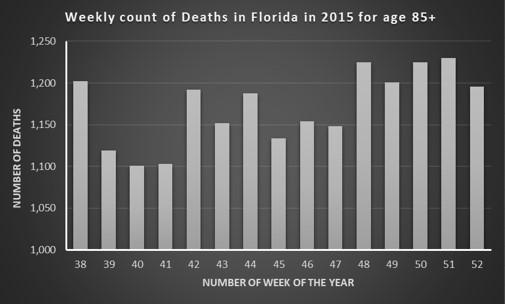 Weekly count of Deaths in Florida in 2015 for age 85+
1,250
1,200
1,150
1,100
1,050
1,000
NUMBER OF DEATHS
38 39 40 41 42 43 44 45 46 47 48 49 50 51 52
NUMBER OF WEEK OF THE YEAR